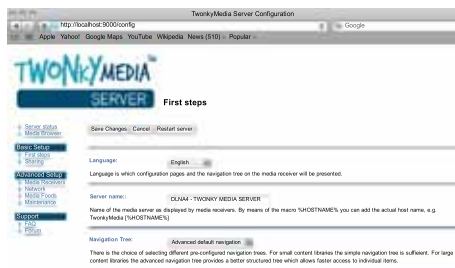 TwonkyMedia Server Configuration
http://localhost:9000/config
Google
Apple Yahoo! Google Maps YouTube Wikipedia News (510) Popular
TWONKYMEDIA™
SERVER
First steps
Server status
Media Browser
Save Changes Cancel Restart server
Basic Setup
First steps
Sharing
Language:
English
Language is which configuration pages and the navigation tree on the media receiver will be presented.
Advanced Setup
Media Receivers
Network
Media Feeds
Maintenance
Server name::
DLNA4 - TWONKY MEDIA SERVER
Name of the media server as displayed by media receivers. By means of the macro %HOSTNAME% you can add the actual host name, e.g.
TwonkyMedia [%HOSTNAME%]
Support
FAQ
Forum
Navigation Tree:
Advanced default navigation
There is the choice of selecting different pre-configured navigation trees. For small content libraries the simple navigation tree is suffieient. For large
content libraries the advanced navigation tree provides a better structured tree which allows faster access to individual items.